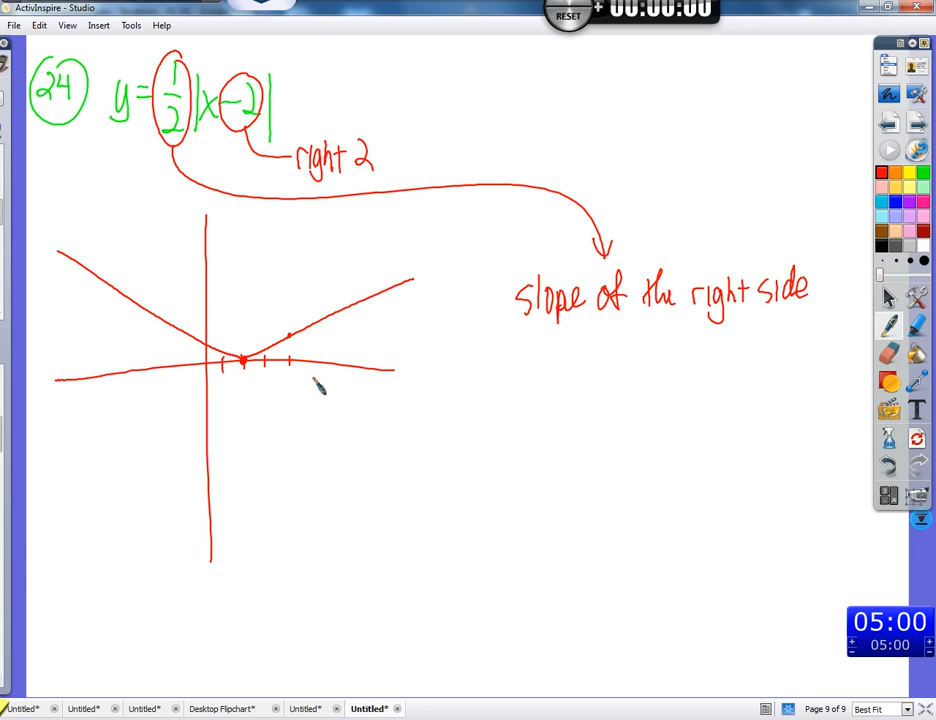 ActivInspire - Studio
RESET
00:00:00
File Edit View Insert Tools Help
24 y = 1/2 |x - 2|
right 2
slope of the right side
05:00
05:00
Untitled* Untitled* Untitled* Desktop Flipchart* Untitled* Untitled*
Page 9 of 9 Best Fit